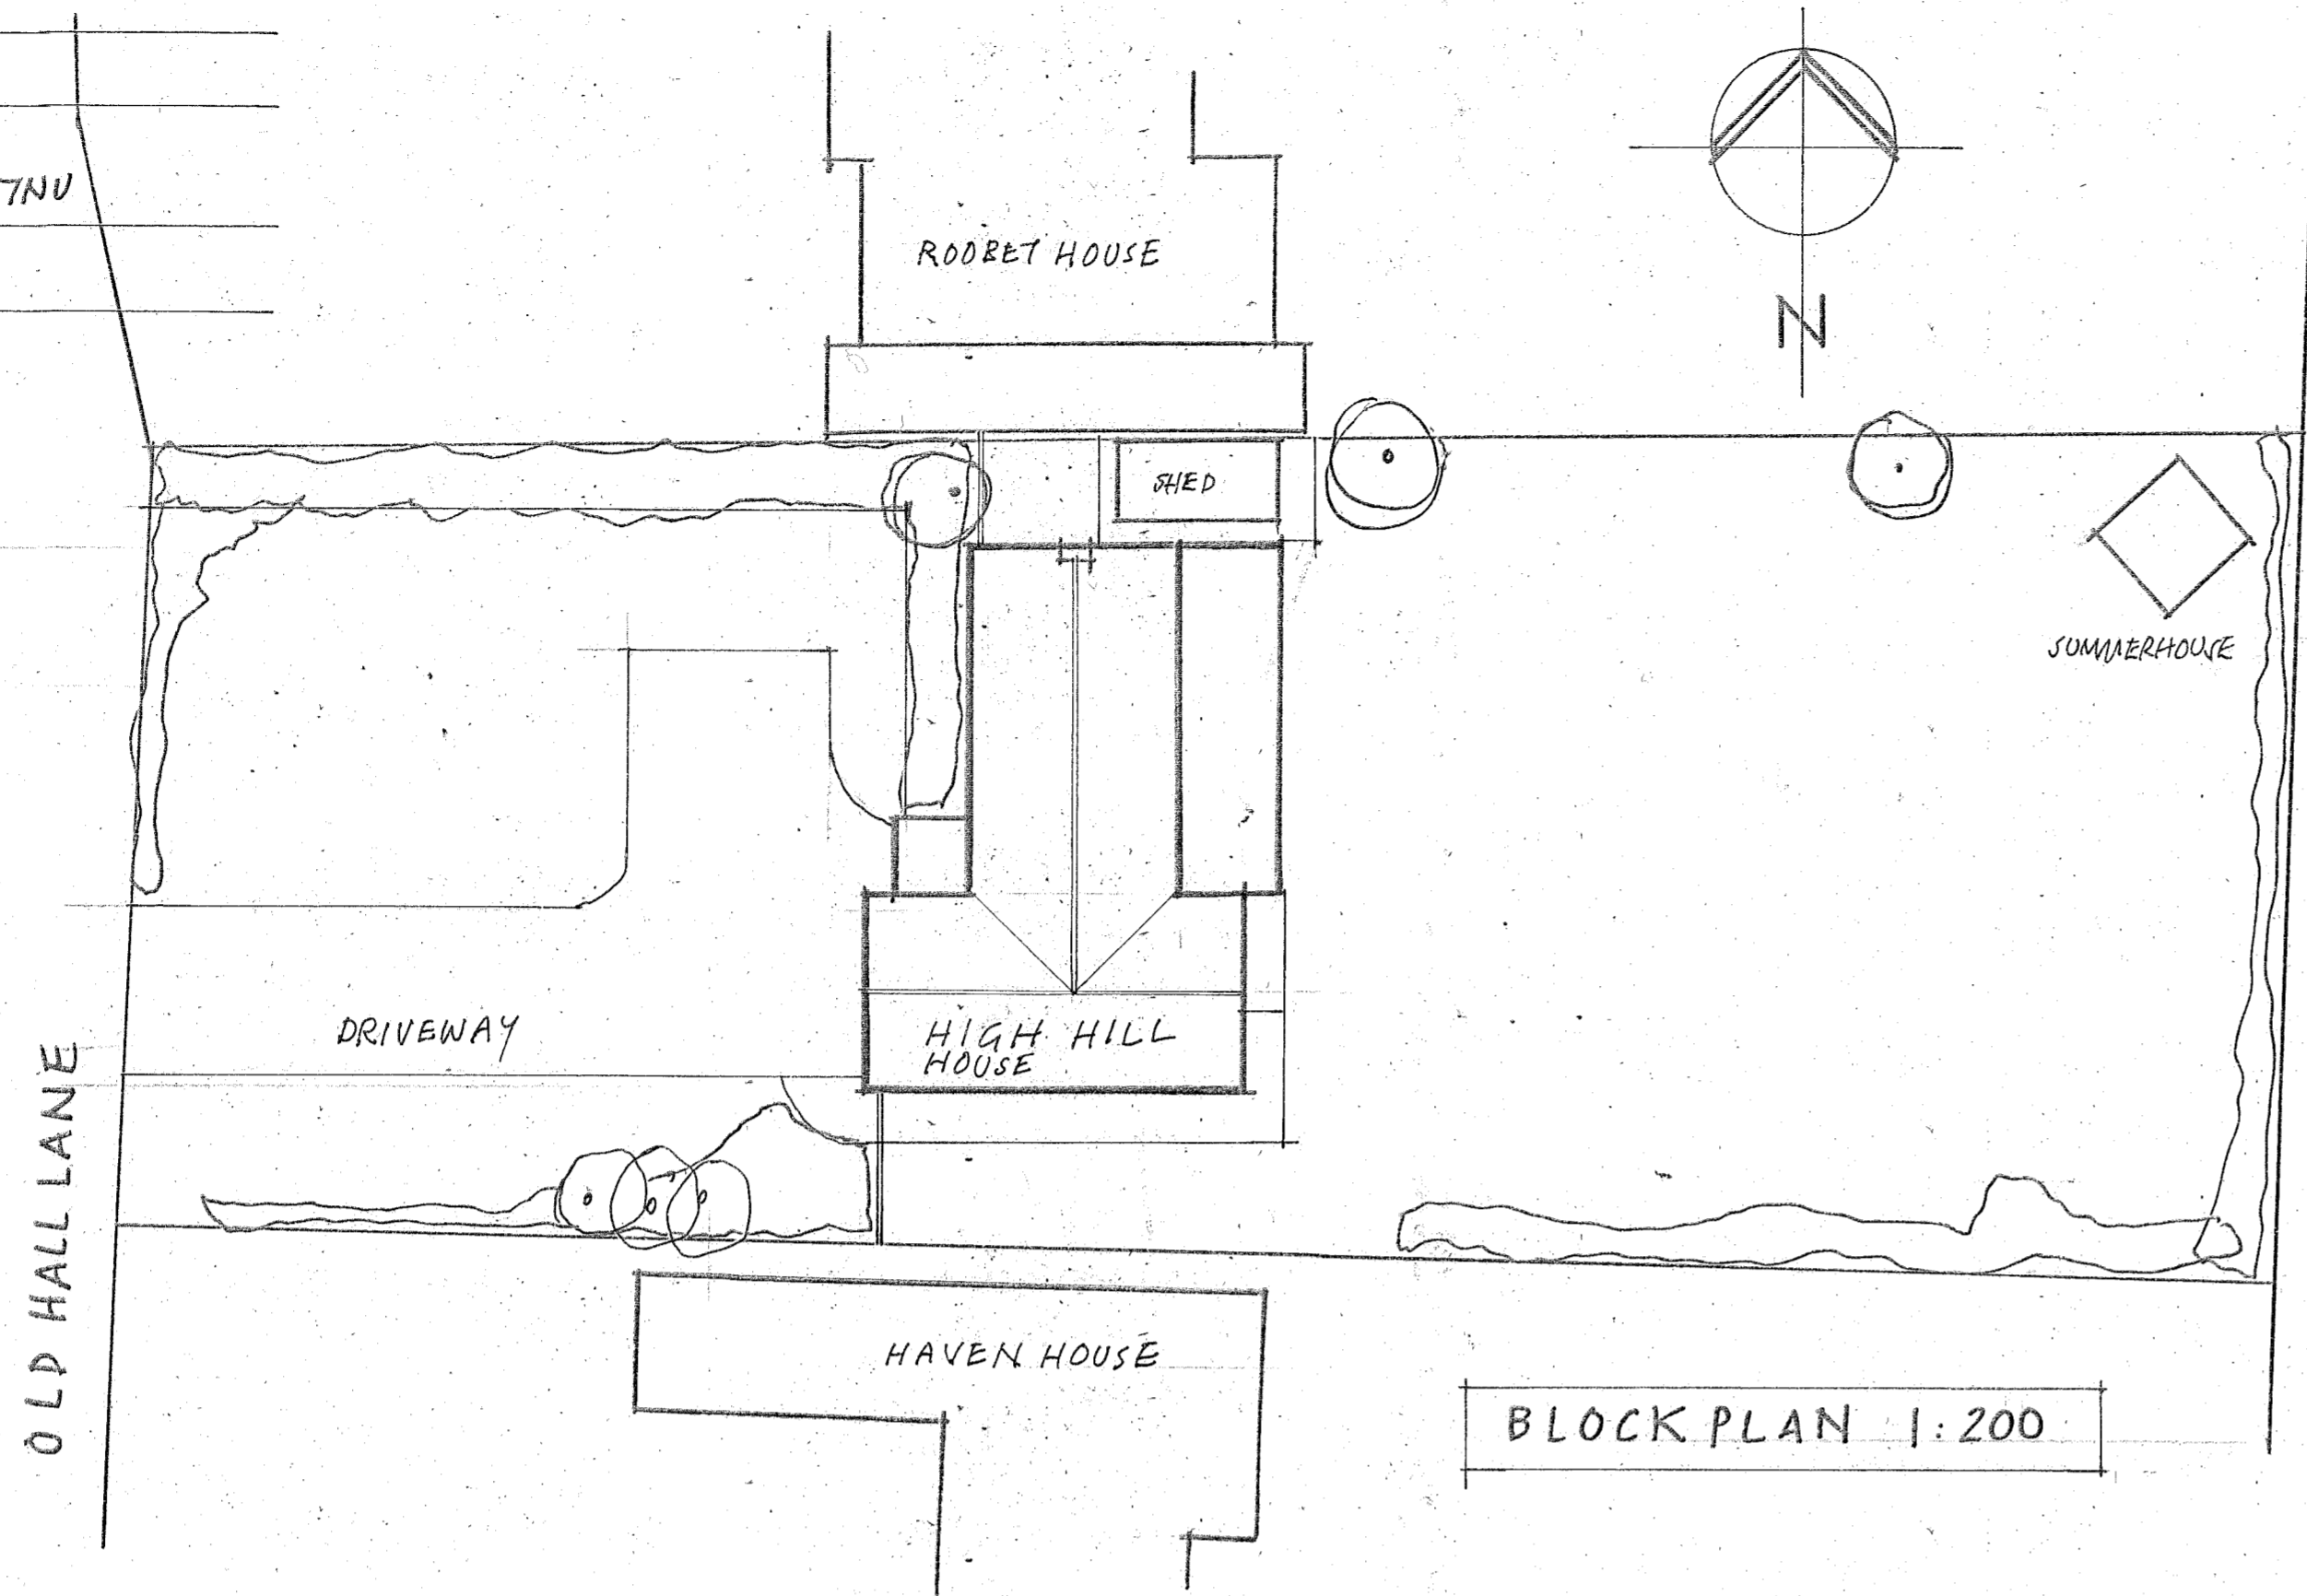 ROOBET HOUSE
N
SHED
SUMMERHOUSE
DRIVEWAY
HIGH HILL
HOUSE
OLD HALL LANE
HAVEN HOUSE
BLOCK PLAN 1:200